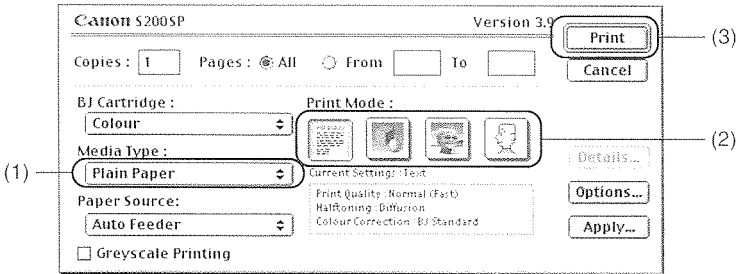 Canon S200SP Version 3.9
Print (3)
Copies : 1 Pages : All From To
Cancel
BJ Cartridge : Print Mode :
Colour
(2)
Media Type : Details...
(1) Plain Paper Current Settings : Text
Print Quality : Normal (Fast)
Options...
Paper Source: Halftoning : Diffusion
Colour Correction : BJ Standard
Auto Feeder Apply...
Greyscale Printing